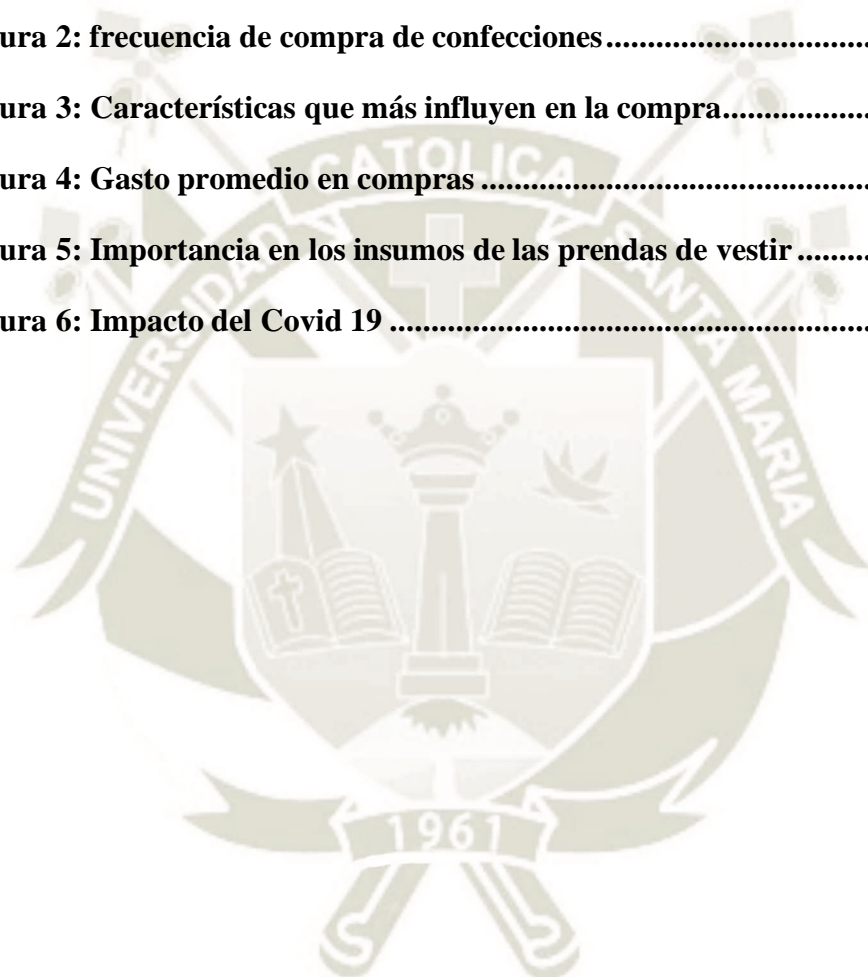 ura 2: frecuencia de compra de confecciones................................
ura 3: Características que más influyen en la compra..................
ura 4: Gasto promedio en compras...............................................
ura 5: Importancia en los insumos de las prendas de vestir.........
ura 6: Impacto del Covid 19..........................................................
UNIVERSIDAD CATOLICA SANTA MARIA
1961